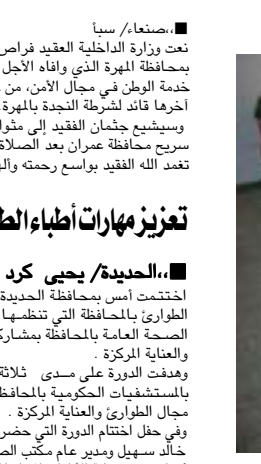 ■،،صنعاء/ سبأ
نعت وزارة الداخلية العقيد فراص
بمحافظة المهرة الذي وافاه الأجل
خدمة الوطن في مجال الأمن، من
آخرها قائد لشرطة النجدة بالمهرة
وسيشيع جثمان الفقيد إلى مثوا
سريح محافظة عمران بعد الصلاة
تغمد الله الفقيد بواسع رحمته وأله
تعزيز مهارات أطباء الط
■،،الحديدة/ يحيى كرد
اختتمت أمس بمحافظة الحديدة
الطوارئ بالمحافظة التي تنظمها
الصحة العامة بالمحافظة بمشارك
والعناية المركزة .
وهدفت الدورة على مدى ثلاثة
بالمستشفيات الحكومية بالمحافظ
مجال الطوارئ والعناية المركزة .
وفي حفل اختتام الدورة التي حضر
خالد سهيل ومدير عام مكتب الص